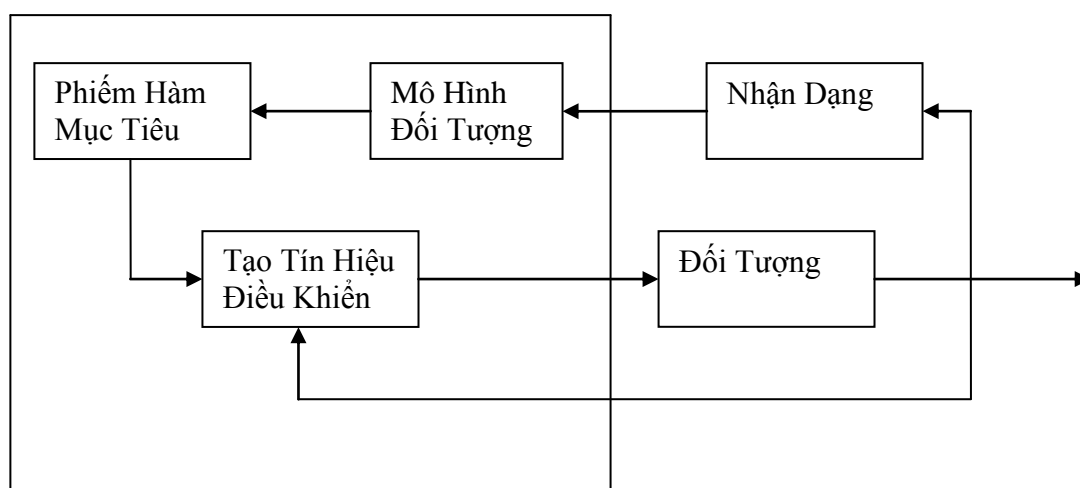 Phiếm Hàm
Mục Tiêu
Mô Hình
Đối Tượng
Nhận Dạng
Tạo Tín Hiệu
Điều Khiển
Đối Tượng